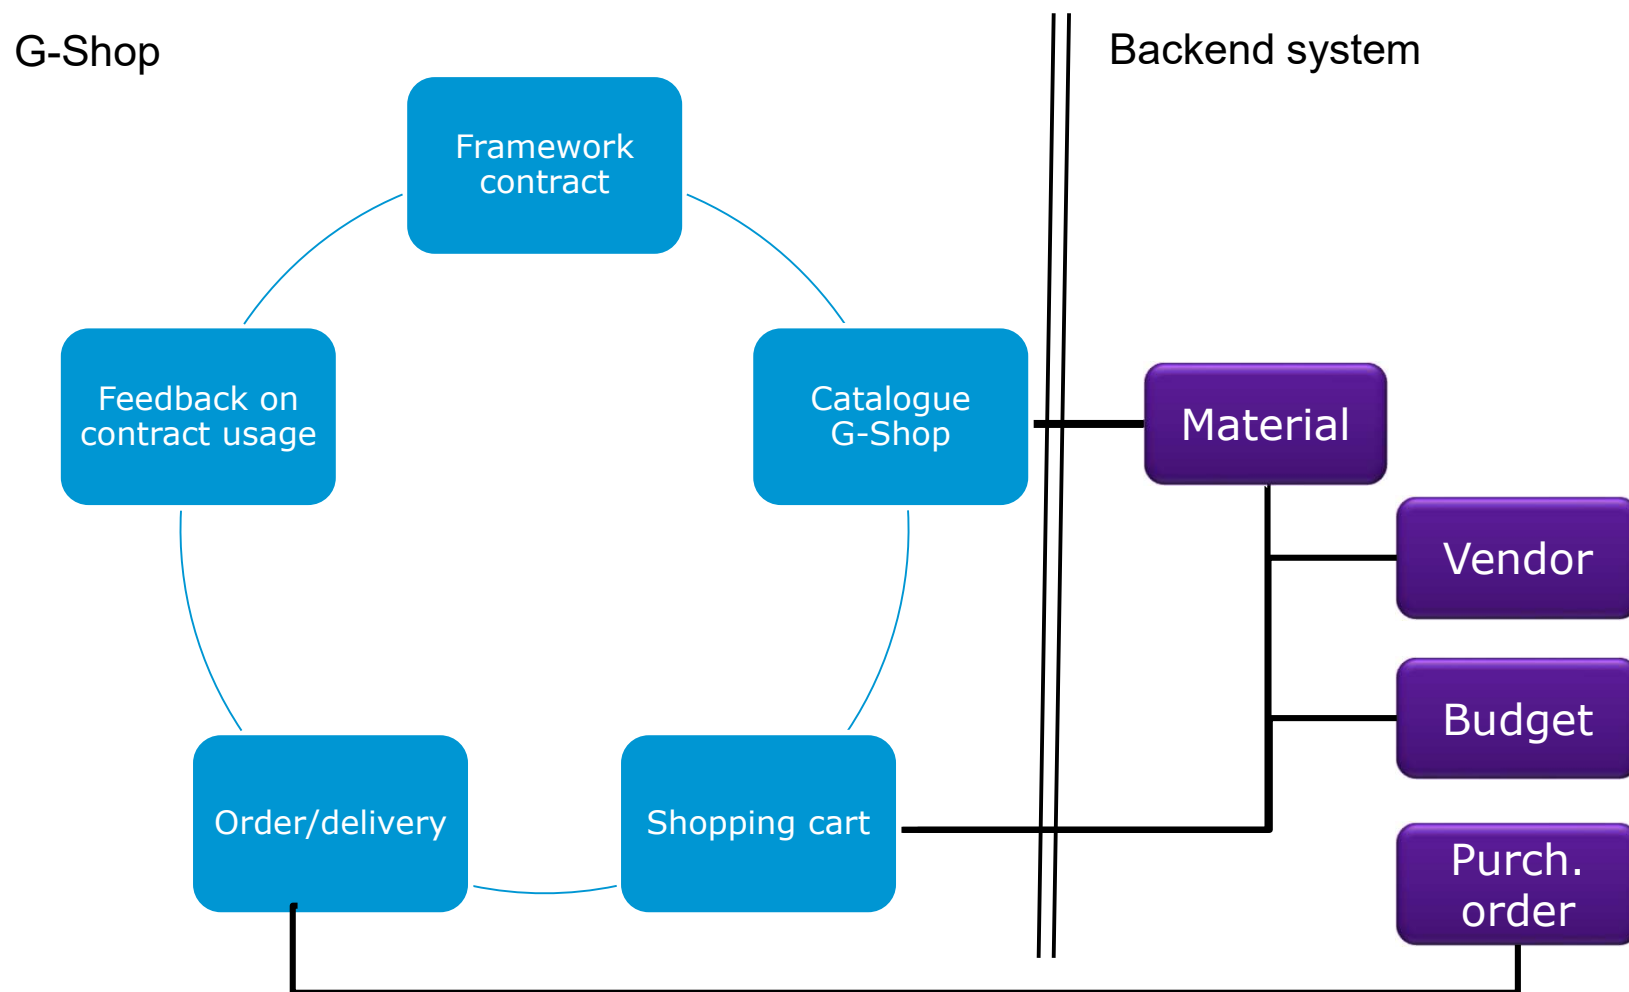 G-Shop
Backend system
Framework
contract
Feedback on
contract usage
Catalogue
G-Shop
Material
Vendor
Budget
Order/delivery
Shopping cart
Purch.
order